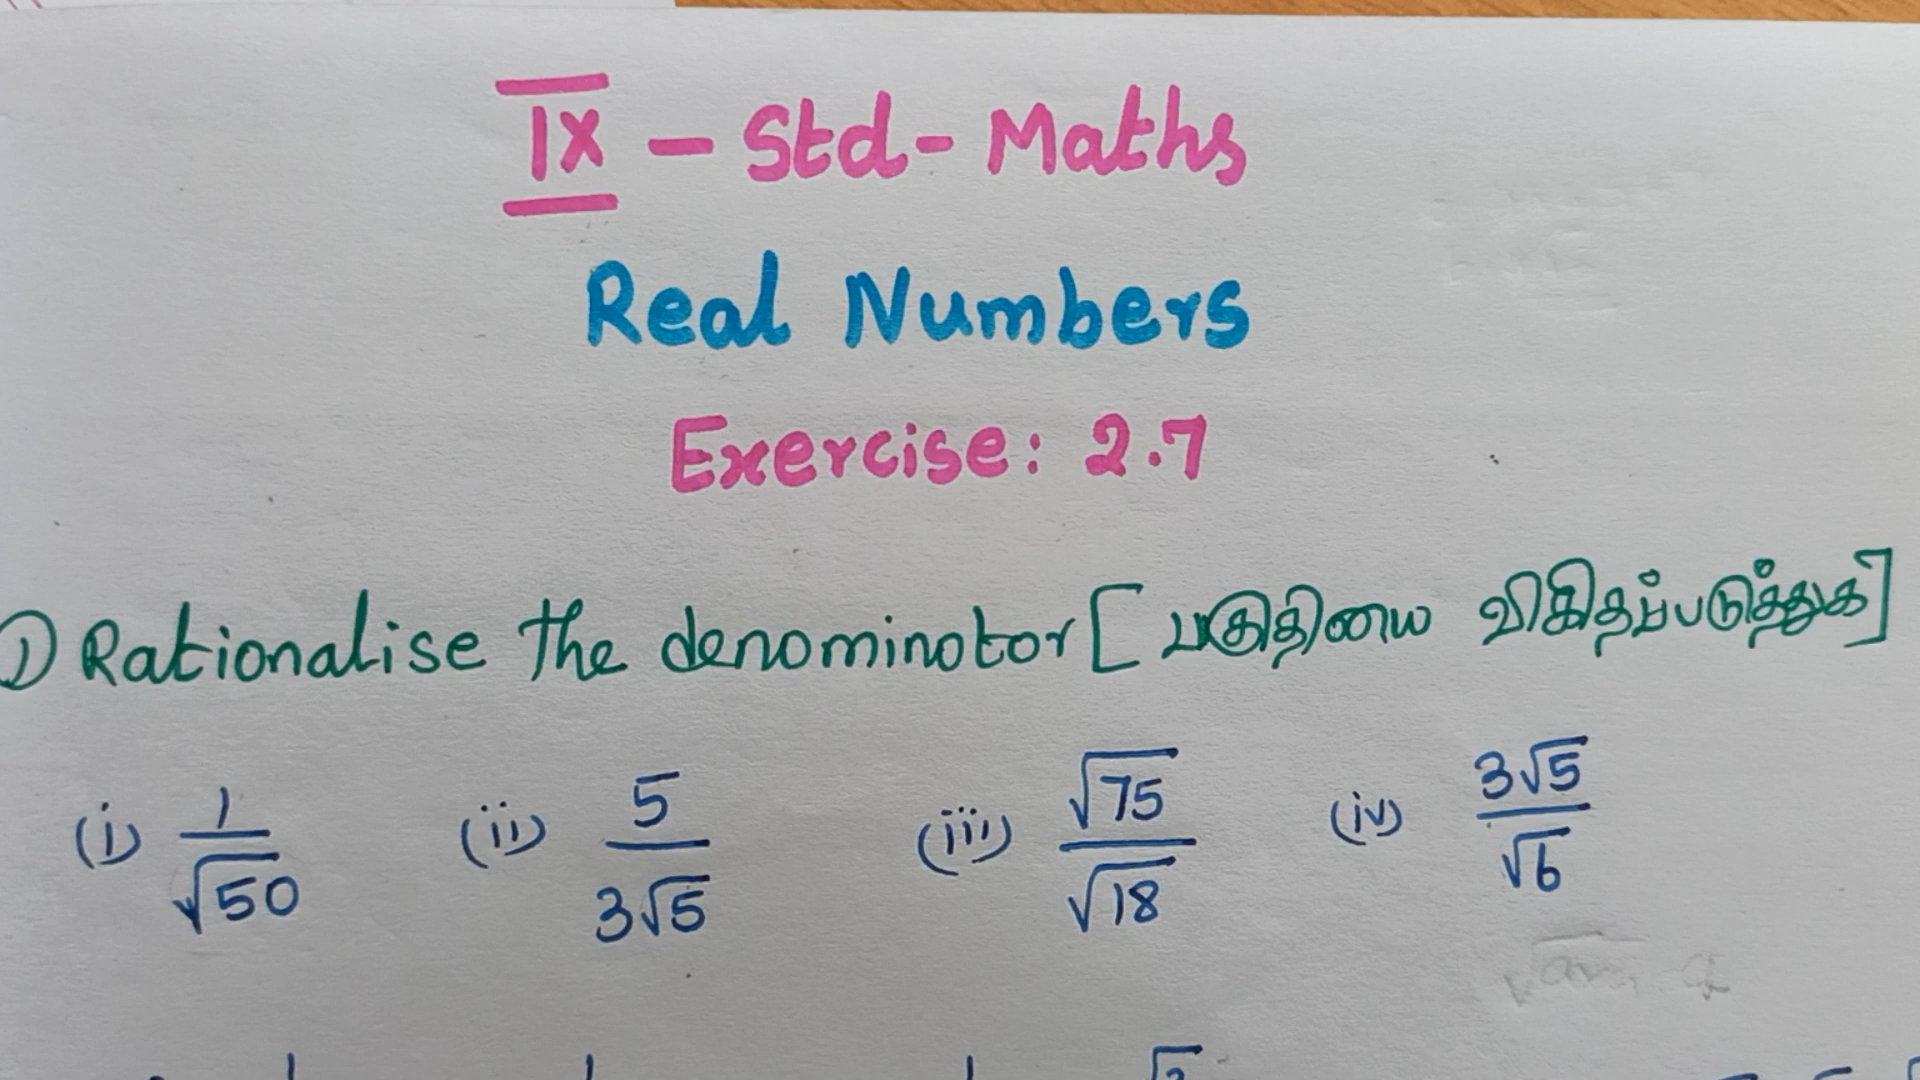 IX - Std - Maths
Real Numbers
Exercise: 2.7
1) Rationalise the denominotor [பகுதியை விகிதப்படுத்துக]
(i) 1/√50 (ii) 5/3√5 (iii) √75/√18 (iv) 3√5/√6